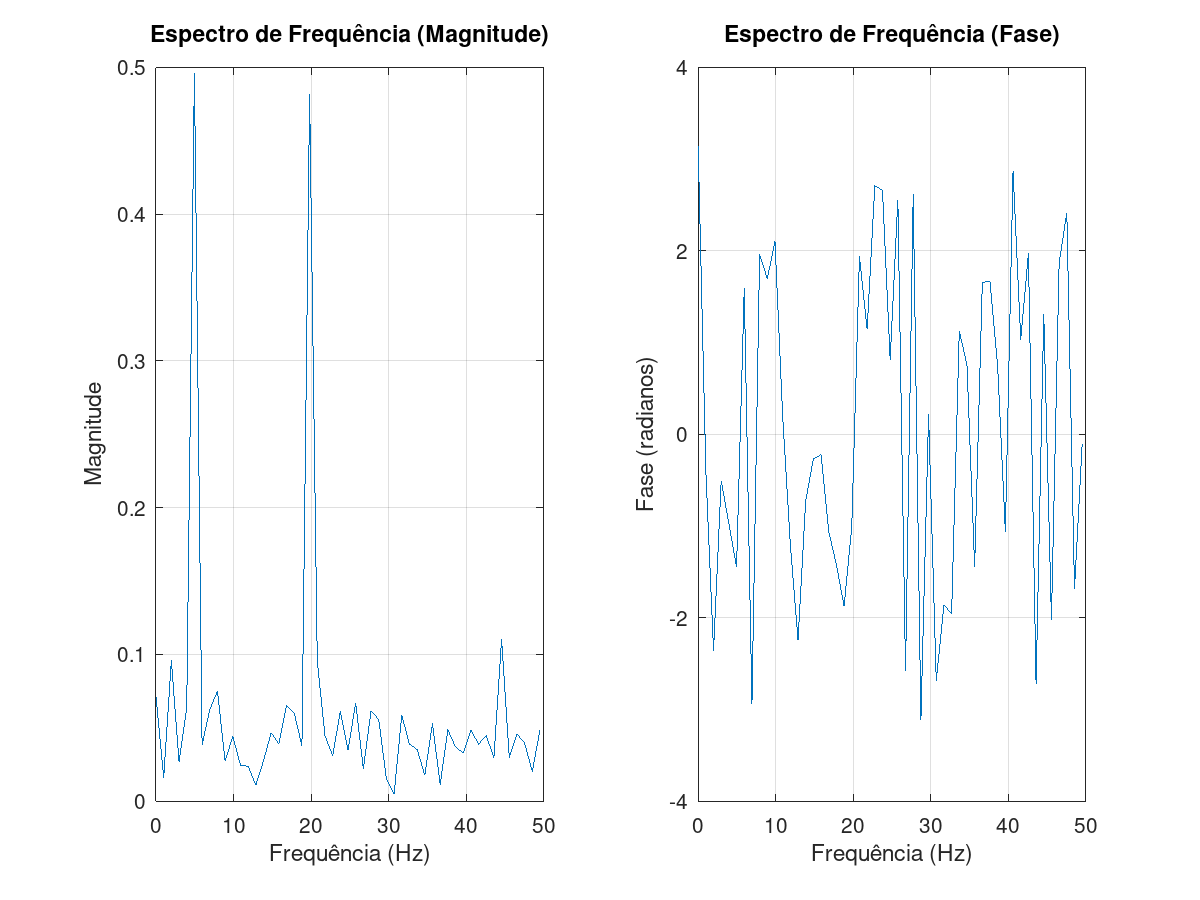 Espectro de Frequência (Magnitude)
0.5
0.4
0.3
0.2
0.1
0
Magnitude
0 10 20 30 40 50
Frequência (Hz)
Espectro de Frequência (Fase)
4
2
0
-2
-4
Fase (radianos)
0 10 20 30 40 50
Frequência (Hz)